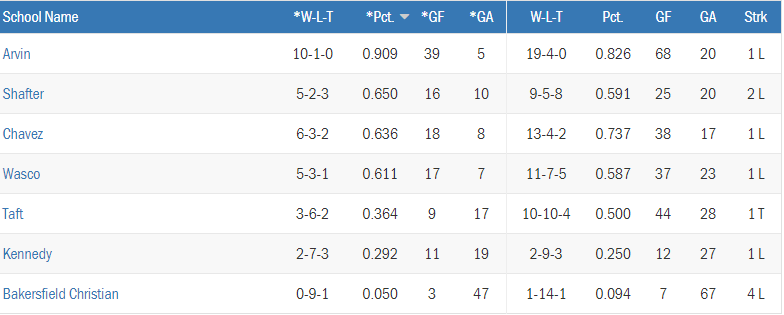 School Name *W-L-T *Pct. *GF *GA W-L-T Pct. GF GA Strk
Arvin 10-1-0 0.909 39 5 19-4-0 0.826 68 20 1 L
Shafter 5-2-3 0.650 16 10 9-5-8 0.591 25 20 2 L
Chavez 6-3-2 0.636 18 8 13-4-2 0.737 38 17 1 L
Wasco 5-3-1 0.611 17 7 11-7-5 0.587 37 23 1 L
Taft 3-6-2 0.364 9 17 10-10-4 0.500 44 28 1 T
Kennedy 2-7-3 0.292 11 19 2-9-3 0.250 12 27 1 L
Bakersfield Christian 0-9-1 0.050 3 47 1-14-1 0.094 7 67 4 L